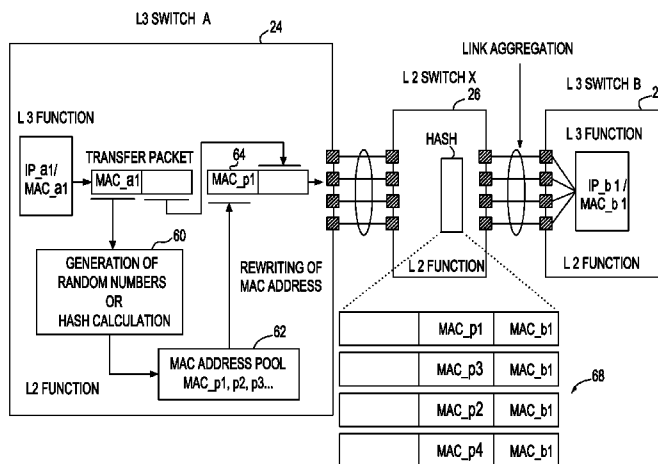 L3 SWITCH A
24
L 3 FUNCTION
IP_a1/
MAC_a1
TRANSFER PACKET
MAC_a1
64
MAC_p1
60
GENERATION OF
RANDOM NUMBERS
OR
HASH CALCULATION
REWRITING OF
MAC ADDRESS
62
MAC ADDRESS POOL
MAC_p1, p2, p3...
L2 FUNCTION
LINK AGGREGATION
L 2 SWITCH X
26
HASH
L 2 FUNCTION
L 3 SWITCH B
L 3 FUNCTION
IP_b 1 /
MAC_b 1
L 2 FUNCTION
MAC_p1 MAC_b1
MAC_p3 MAC_b1
MAC_p2 MAC_b1
MAC_p4 MAC_b1
68